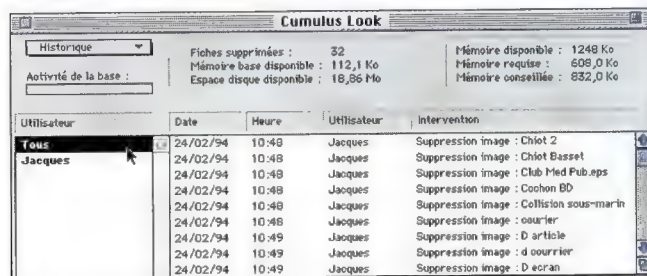 Cumulus Look
Historique
Activité de la base :
Fiches supprimées : 32
Mémoire base disponible : 112,1 Ko
Espace disque disponible : 18,86 Mo
Mémoire disponible : 1248 Ko
Mémoire requise : 608,0 Ko
Mémoire conseillée : 832,0 Ko
Utilisateur
Tous
Jacques
Date Heure Utilisateur Intervention
24/02/94 10:48 Jacques Suppression image : Chiot 2
24/02/94 10:48 Jacques Suppression image : Chiot Basset
24/02/94 10:48 Jacques Suppression image : Club Med Pub.eps
24/02/94 10:48 Jacques Suppression image : Cochon BD
24/02/94 10:48 Jacques Suppression image : Collision sous-marin
24/02/94 10:48 Jacques Suppression image : courier
24/02/94 10:49 Jacques Suppression image : D article
24/02/94 10:49 Jacques Suppression image : d courrier
24/02/94 10:49 Jacques Suppression image : D ecran